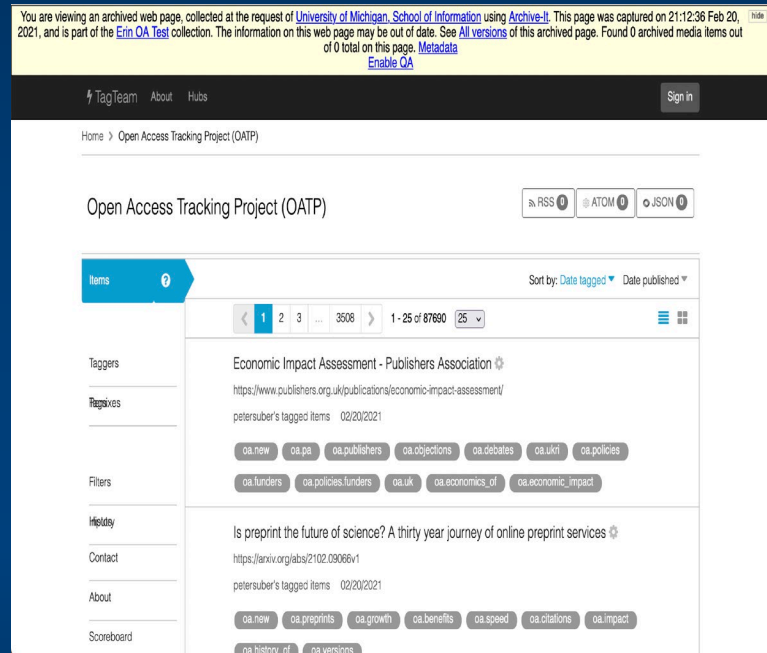 You are viewing an archived web page, collected at the request of University of Michigan, School of Information using Archive-It. This page was captured on 21:12:36 Feb 20, hide
2021, and is part of the Erin OA Test collection. The information on this web page may be out of date. See All versions of this archived page. Found 0 archived media items out
of 0 total on this page. Metadata
Enable QA
TagTeam About Hubs Sign in
Home > Open Access Tracking Project (OATP)
Open Access Tracking Project (OATP) RSS 0 ATOM 0 JSON 0
Items ? Sort by: Date tagged Date published
1 2 3 ... 3508 1 - 25 of 87690 25
Taggers
Economic Impact Assessment - Publishers Association
https://www.publishers.org.uk/publications/economic-impact-assessment/
petersuber's tagged items 02/20/2021
oa.new oa.pa oa.publishers oa.objections oa.debates oa.ukri oa.policies
Filters
oa.funders oa.policies.funders oa.uk oa.economics_of oa.economic_impact
Is preprint the future of science? A thirty year journey of online preprint services
Contact
https://arxiv.org/abs/2102.09066v1
petersuber's tagged items 02/20/2021
About
oa.new oa.preprints oa.growth oa.benefits oa.speed oa.citations oa.impact
Scoreboard
oa.history_of oa.versions